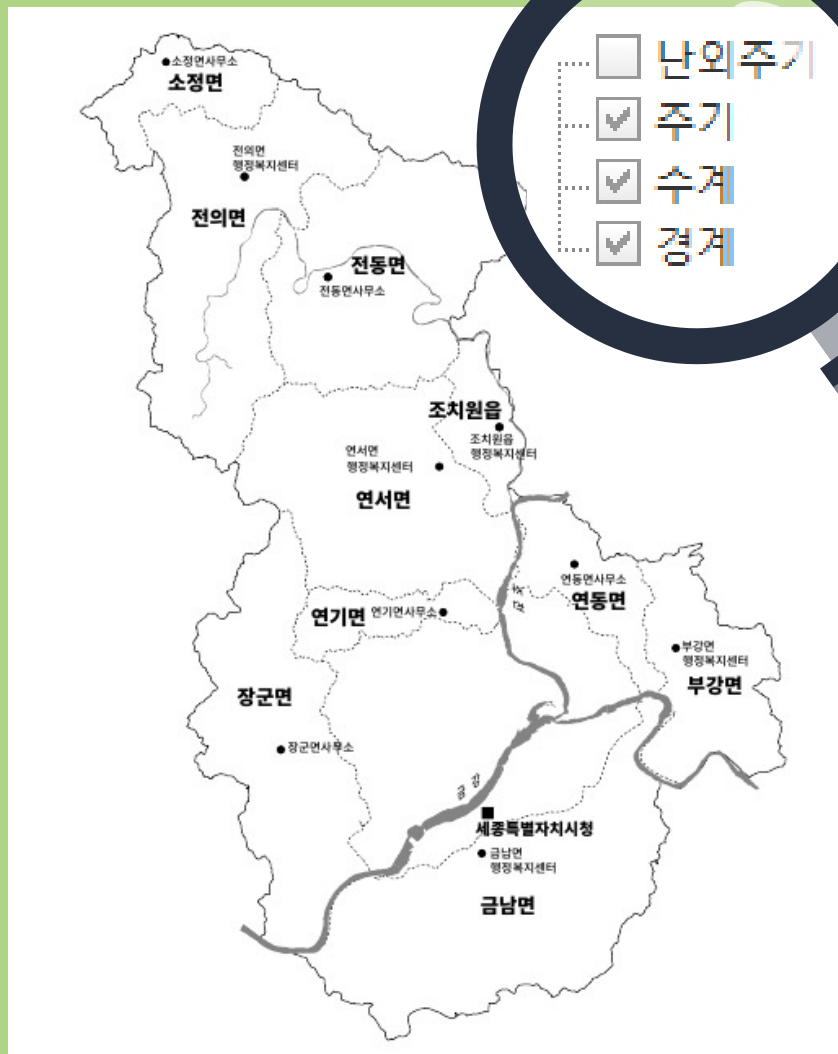 난외주기
주기
수계
경계
소정면사무소
소정면
전의면
행정복지센터
전의면
전동면
전동면사무소
조치원읍
조치원읍
행정복지센터
연서면
행정복지센터
연서면
연동면사무소
연동면
연기면 연기면사무소
부강면
행정복지센터
부강면
장군면
장군면사무소
금강
세종특별자치시청
금남면
행정복지센터
금남면